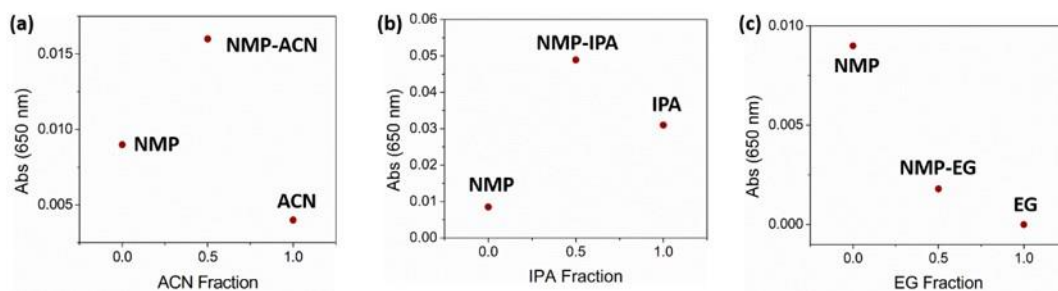 (a)
Abs (650 nm)
0.015
0.010
0.005
NMP-ACN
NMP
ACN
0.0 0.5 1.0
ACN Fraction
(b)
Abs (650 nm)
0.06
0.05
0.04
0.03
0.02
0.01
0.00
NMP-IPA
IPA
NMP
0.0 0.5 1.0
IPA Fraction
(c)
Abs (650 nm)
0.010
0.005
0.000
NMP
NMP-EG
EG
0.0 0.5 1.0
EG Fraction